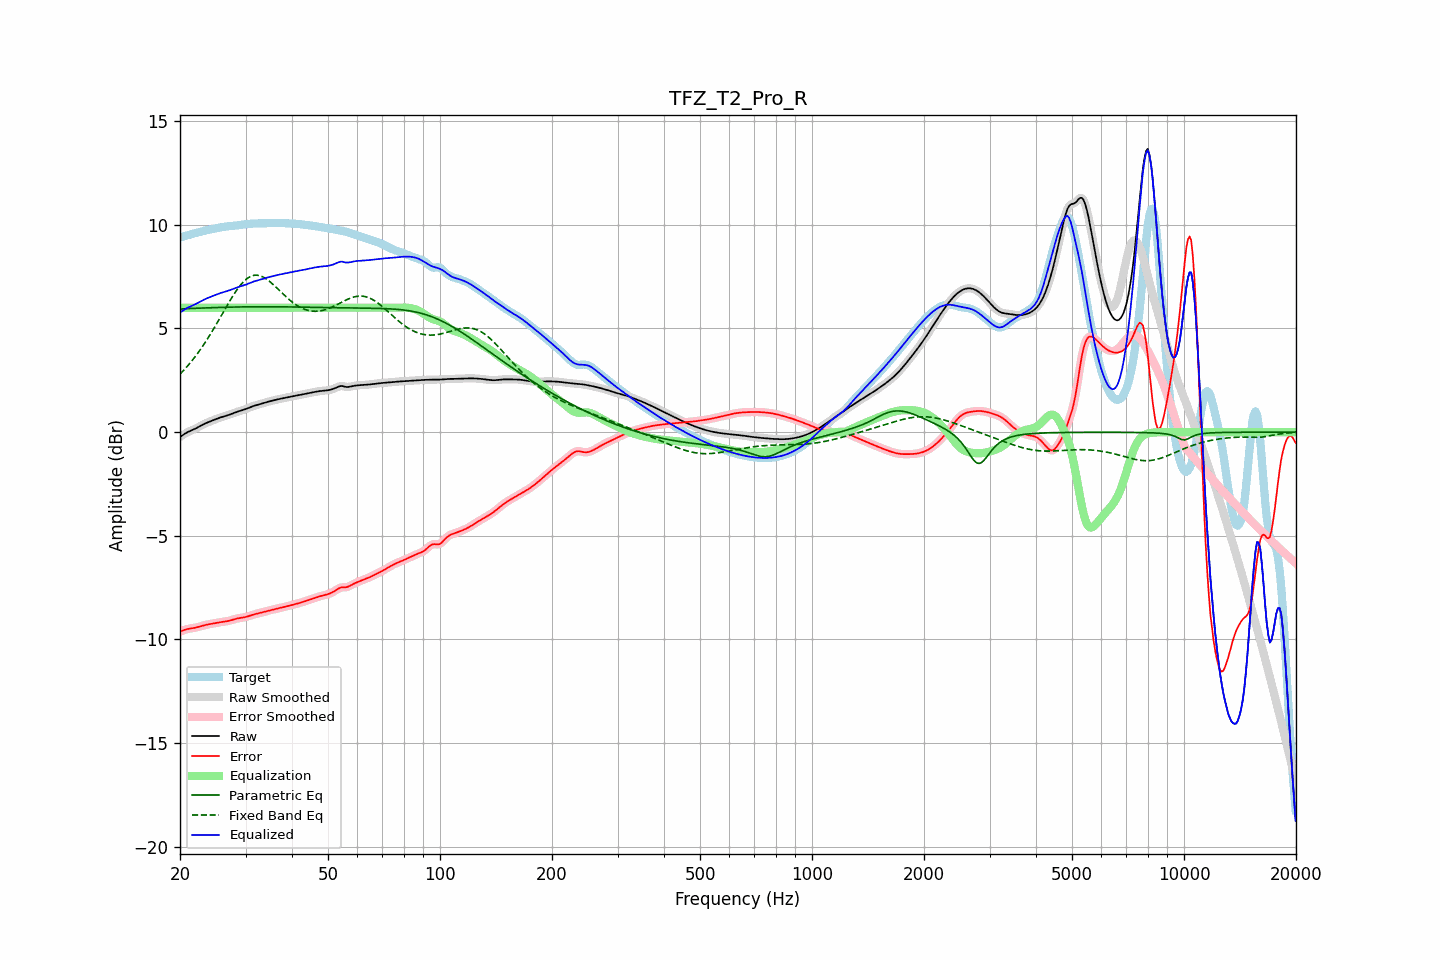 TFZ_T2_Pro_R
Amplitude (dBr)
15
10
5
0
−5
−10
−15
−20
Target
Raw Smoothed
Error Smoothed
Raw
Error
Equalization
Parametric Eq
Fixed Band Eq
Equalized
20
50
100
200
500
1000
2000
5000
10000
20000
Frequency (Hz)